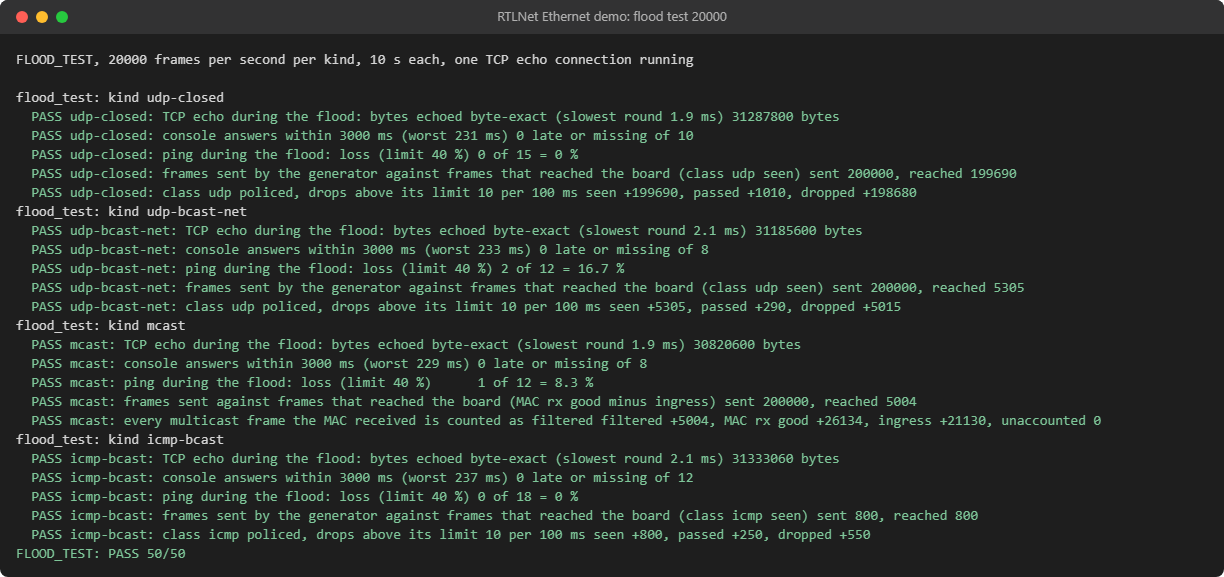 RTLNet Ethernet demo: flood test 20000
FLOOD_TEST, 20000 frames per second per kind, 10 s each, one TCP echo connection running
flood_test: kind udp-closed
PASS udp-closed: TCP echo during the flood: bytes echoed byte-exact (slowest round 1.9 ms) 31287800 bytes
PASS udp-closed: console answers within 3000 ms (worst 231 ms) 0 late or missing of 10
PASS udp-closed: ping during the flood: loss (limit 40 %) 0 of 15 = 0 %
PASS udp-closed: frames sent by the generator against frames that reached the board (class udp seen) sent 200000, reached 199690
PASS udp-closed: class udp policed, drops above its limit 10 per 100 ms seen +199690, passed +1010, dropped +198680
flood_test: kind udp-bcast-net
PASS udp-bcast-net: TCP echo during the flood: bytes echoed byte-exact (slowest round 2.1 ms) 31185600 bytes
PASS udp-bcast-net: console answers within 3000 ms (worst 233 ms) 0 late or missing of 8
PASS udp-bcast-net: ping during the flood: loss (limit 40 %) 2 of 12 = 16.7 %
PASS udp-bcast-net: frames sent by the generator against frames that reached the board (class udp seen) sent 200000, reached 5305
PASS udp-bcast-net: class udp policed, drops above its limit 10 per 100 ms seen +5305, passed +290, dropped +5015
flood_test: kind mcast
PASS mcast: TCP echo during the flood: bytes echoed byte-exact (slowest round 1.9 ms) 30820600 bytes
PASS mcast: console answers within 3000 ms (worst 229 ms) 0 late or missing of 8
PASS mcast: ping during the flood: loss (limit 40 %)      1 of 12 = 8.3 %
PASS mcast: frames sent against frames that reached the board (MAC rx good minus ingress) sent 200000, reached 5004
PASS mcast: every multicast frame the MAC received is counted as filtered filtered +5004, MAC rx good +26134, ingress +21130, unaccounted 0
flood_test: kind icmp-bcast
PASS icmp-bcast: TCP echo during the flood: bytes echoed byte-exact (slowest round 2.1 ms) 31333060 bytes
PASS icmp-bcast: console answers within 3000 ms (worst 237 ms) 0 late or missing of 12
PASS icmp-bcast: ping during the flood: loss (limit 40 %) 0 of 18 = 0 %
PASS icmp-bcast: frames sent by the generator against frames that reached the board (class icmp seen) sent 800, reached 800
PASS icmp-bcast: class icmp policed, drops above its limit 10 per 100 ms seen +800, passed +250, dropped +550
FLOOD_TEST: PASS 50/50